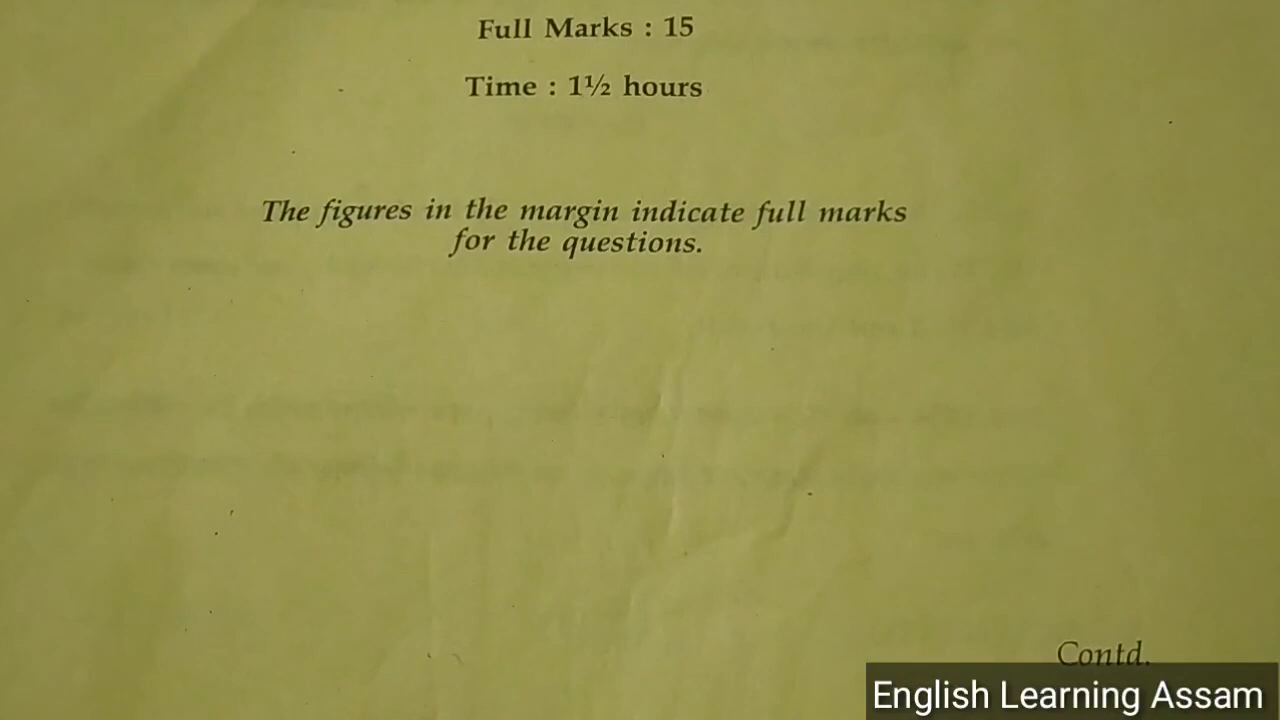 Full Marks : 15
Time : 1½ hours
The figures in the margin indicate full marks
for the questions.
Contd.
English Learning Assam